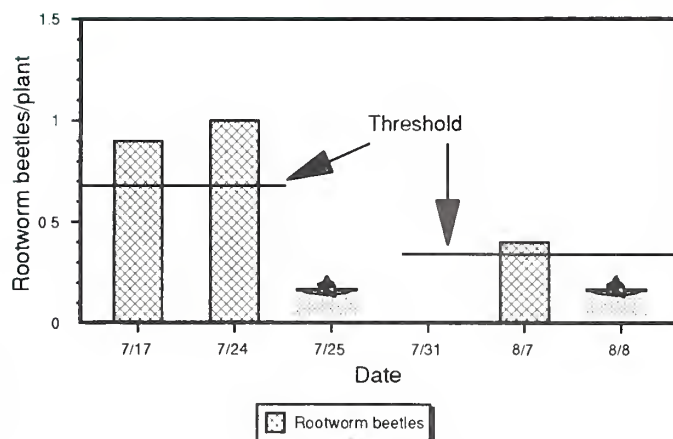 1.5
Rootworm beetles/plant
1
Threshold
0 5
0
7/17 7/24 7/25 7/31 8/7 8/8
Date
Rootworm beetles